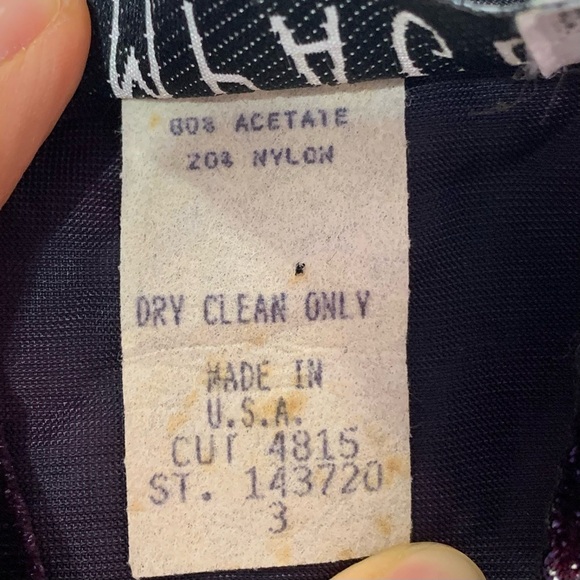 80% ACETATE
20% NYLON
DRY CLEAN ONLY
MADE IN
U.S.A.
CUT 4815
ST. 143720
3